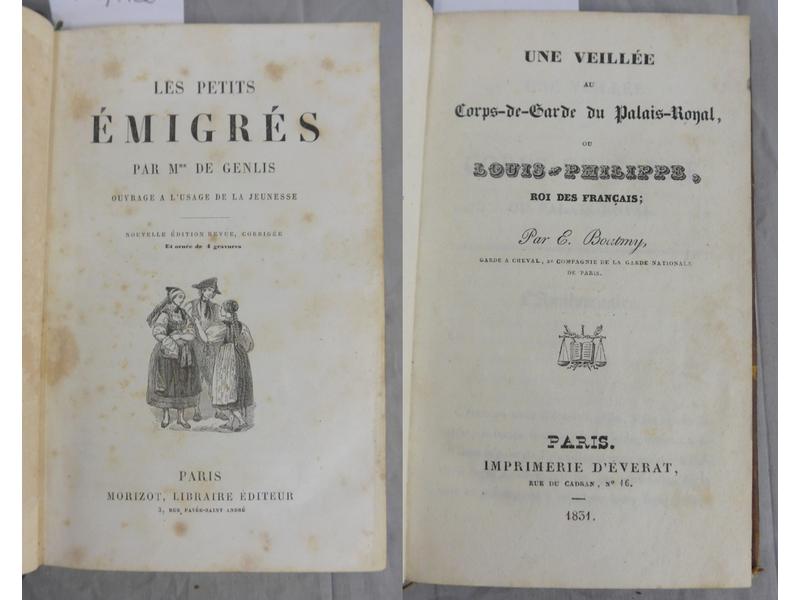 LES PETITS
ÉMIGRÉS
PAR Mme DE GENLIS
OUVRAGE A L'USAGE DE LA JEUNESSE
NOUVELLE ÉDITION REVUE, CORRIGÉE
Et ornée de 4 gravures
PARIS
MORIZOT, LIBRAIRE ÉDITEUR
3, RUE PAVÉE-SAINT ANDRÉ
UNE VEILLÉE
AU
Corps-de-Garde du Palais-Royal,
OU
LOUIS-PHILIPPE,
ROI DES FRANÇAIS;
Par E. Boutmy,
GARDE A CHEVAL, 2e COMPAGNIE DE LA GARDE NATIONALE
DE PARIS.
PARIS.
IMPRIMERIE D'ÉVERAT,
RUE DU CADRAN, No 16.
1831.